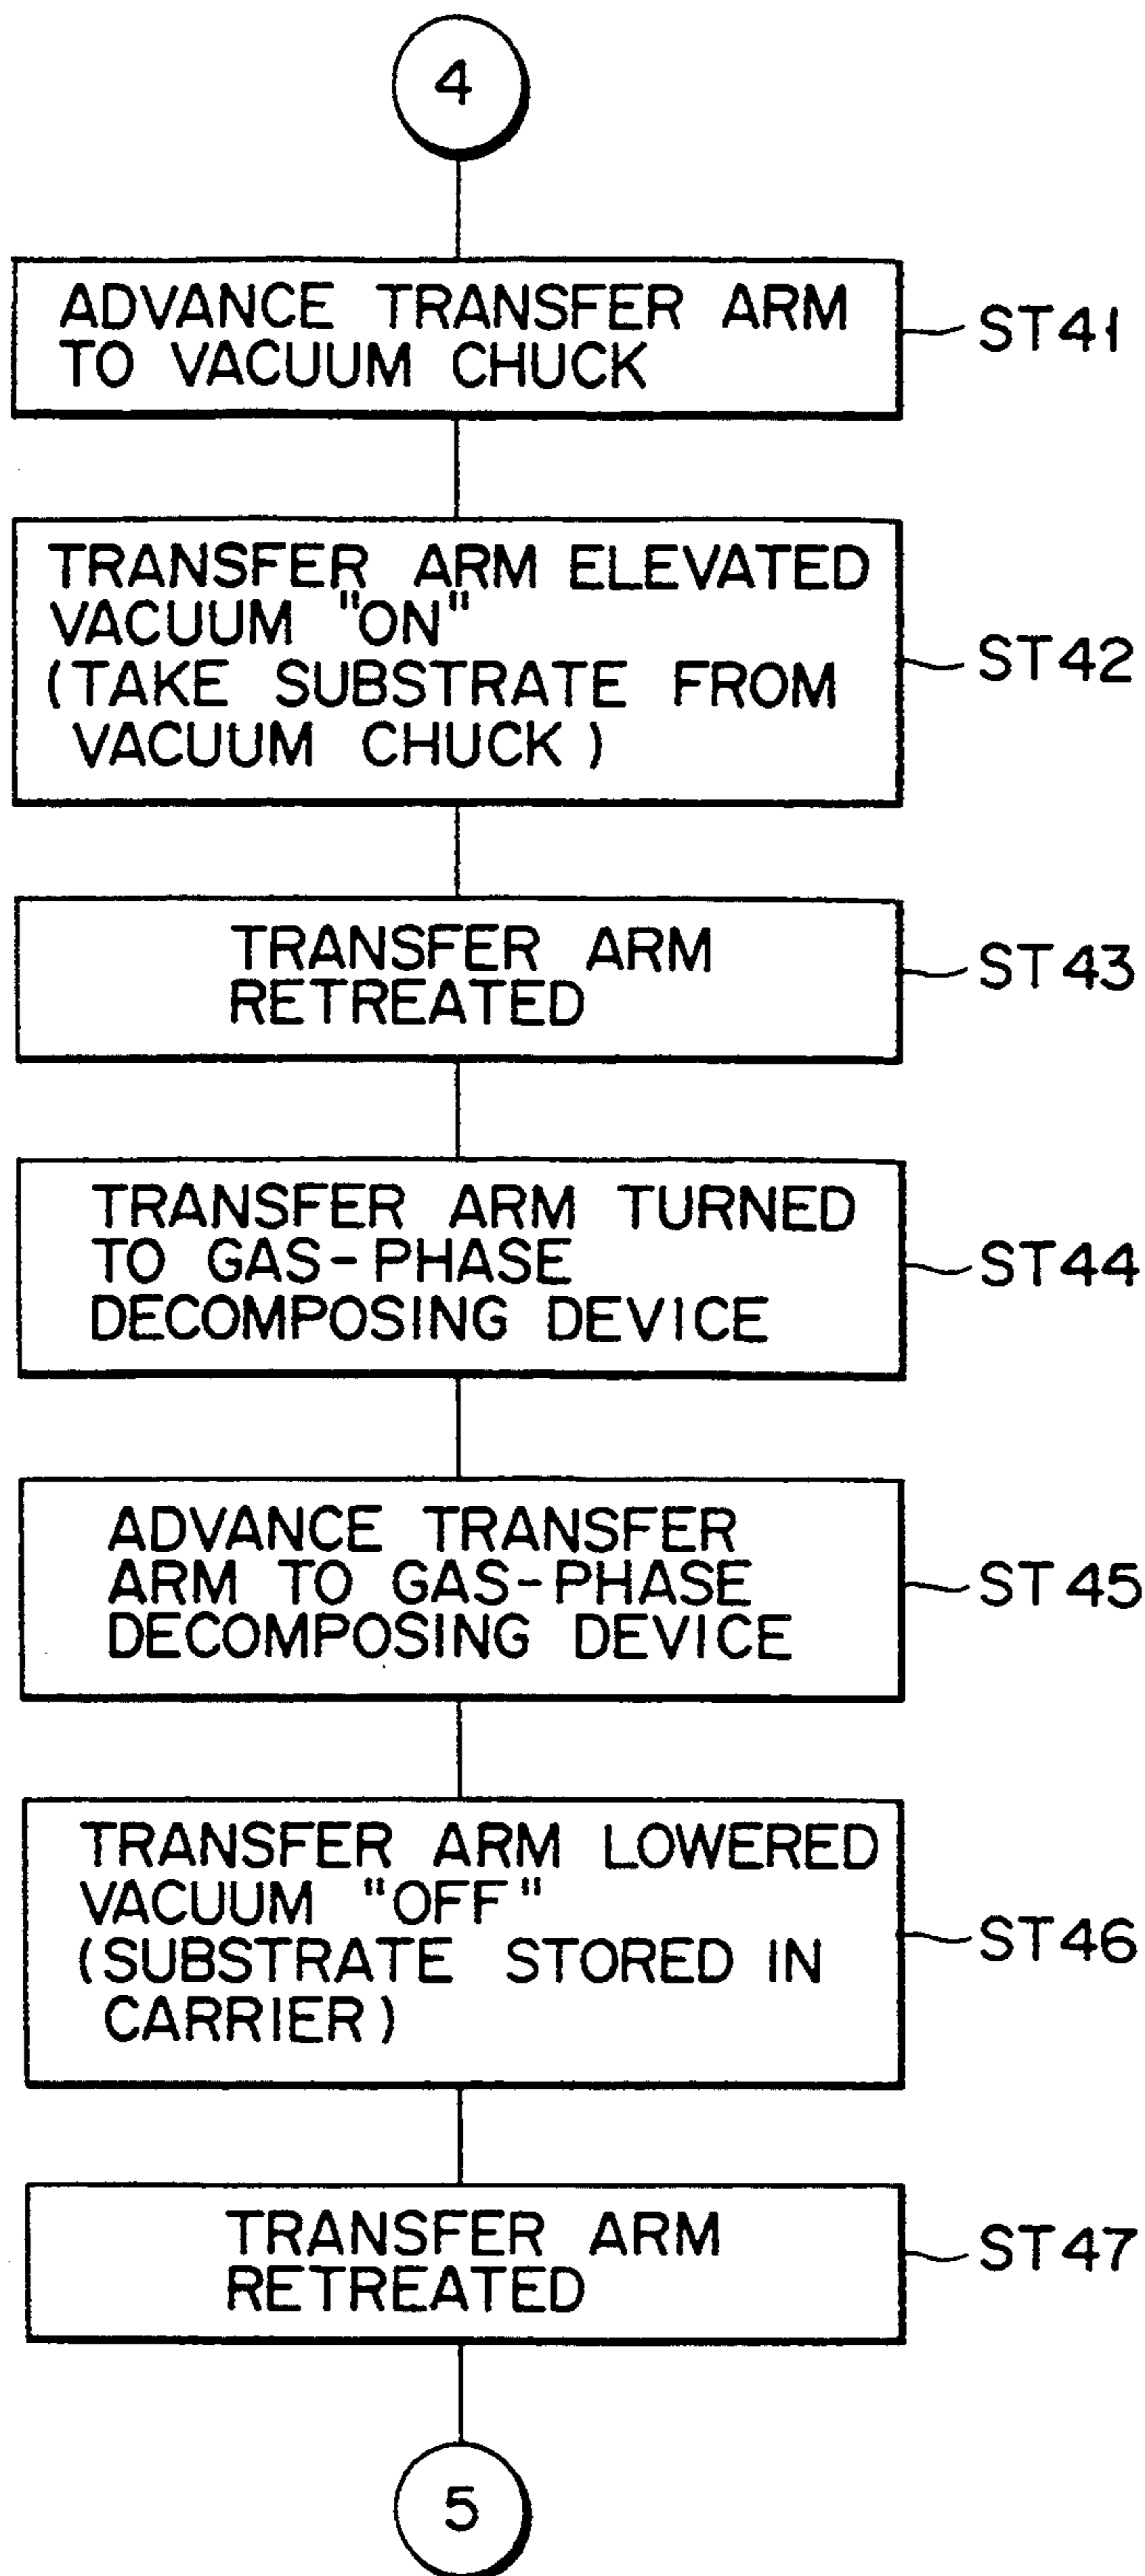 4
ADVANCE TRANSFER ARM
TO VACUUM CHUCK
ST41
TRANSFER ARM ELEVATED
VACUUM "ON"
(TAKE SUBSTRATE FROM
VACUUM CHUCK)
ST42
TRANSFER ARM
RETREATED
ST43
TRANSFER ARM TURNED
TO GAS-PHASE
DECOMPOSING DEVICE
ST44
ADVANCE TRANSFER
ARM TO GAS-PHASE
DECOMPOSING DEVICE
ST45
TRANSFER ARM LOWERED
VACUUM "OFF"
(SUBSTRATE STORED IN
CARRIER)
ST46
TRANSFER ARM
RETREATED
ST47
5